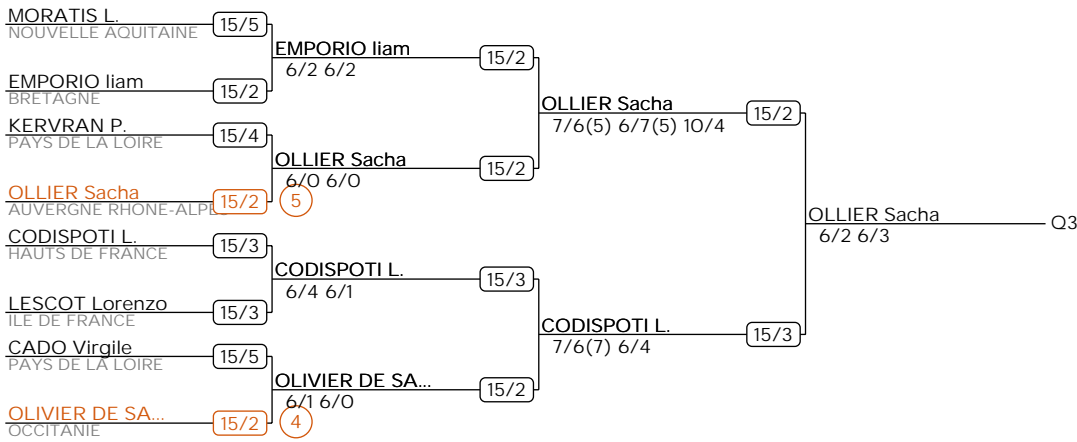 MORATIS L.
15/5
NOUVELLE AQUITAINE
EMPORIO liam
15/2
6/2 6/2
EMPORIO liam
15/2
BRETAGNE
OLLIER Sacha
15/2
7/6(5) 6/7(5) 10/4
KERVRAN P.
15/4
PAYS DE LA LOIRE
OLLIER Sacha
15/2
6/0 6/0
OLLIER Sacha
15/2
5
AUVERGNE RHONE-ALPES
OLLIER Sacha
Q3
6/2 6/3
CODISPOTI L.
15/3
HAUTS DE FRANCE
CODISPOTI L.
15/3
6/4 6/1
LESCOT Lorenzo
15/3
ILE DE FRANCE
CODISPOTI L.
15/3
7/6(7) 6/4
CADO Virgile
15/5
PAYS DE LA LOIRE
OLIVIER DE SA...
15/2
6/1 6/0
OLIVIER DE SA...
15/2
4
OCCITANIE